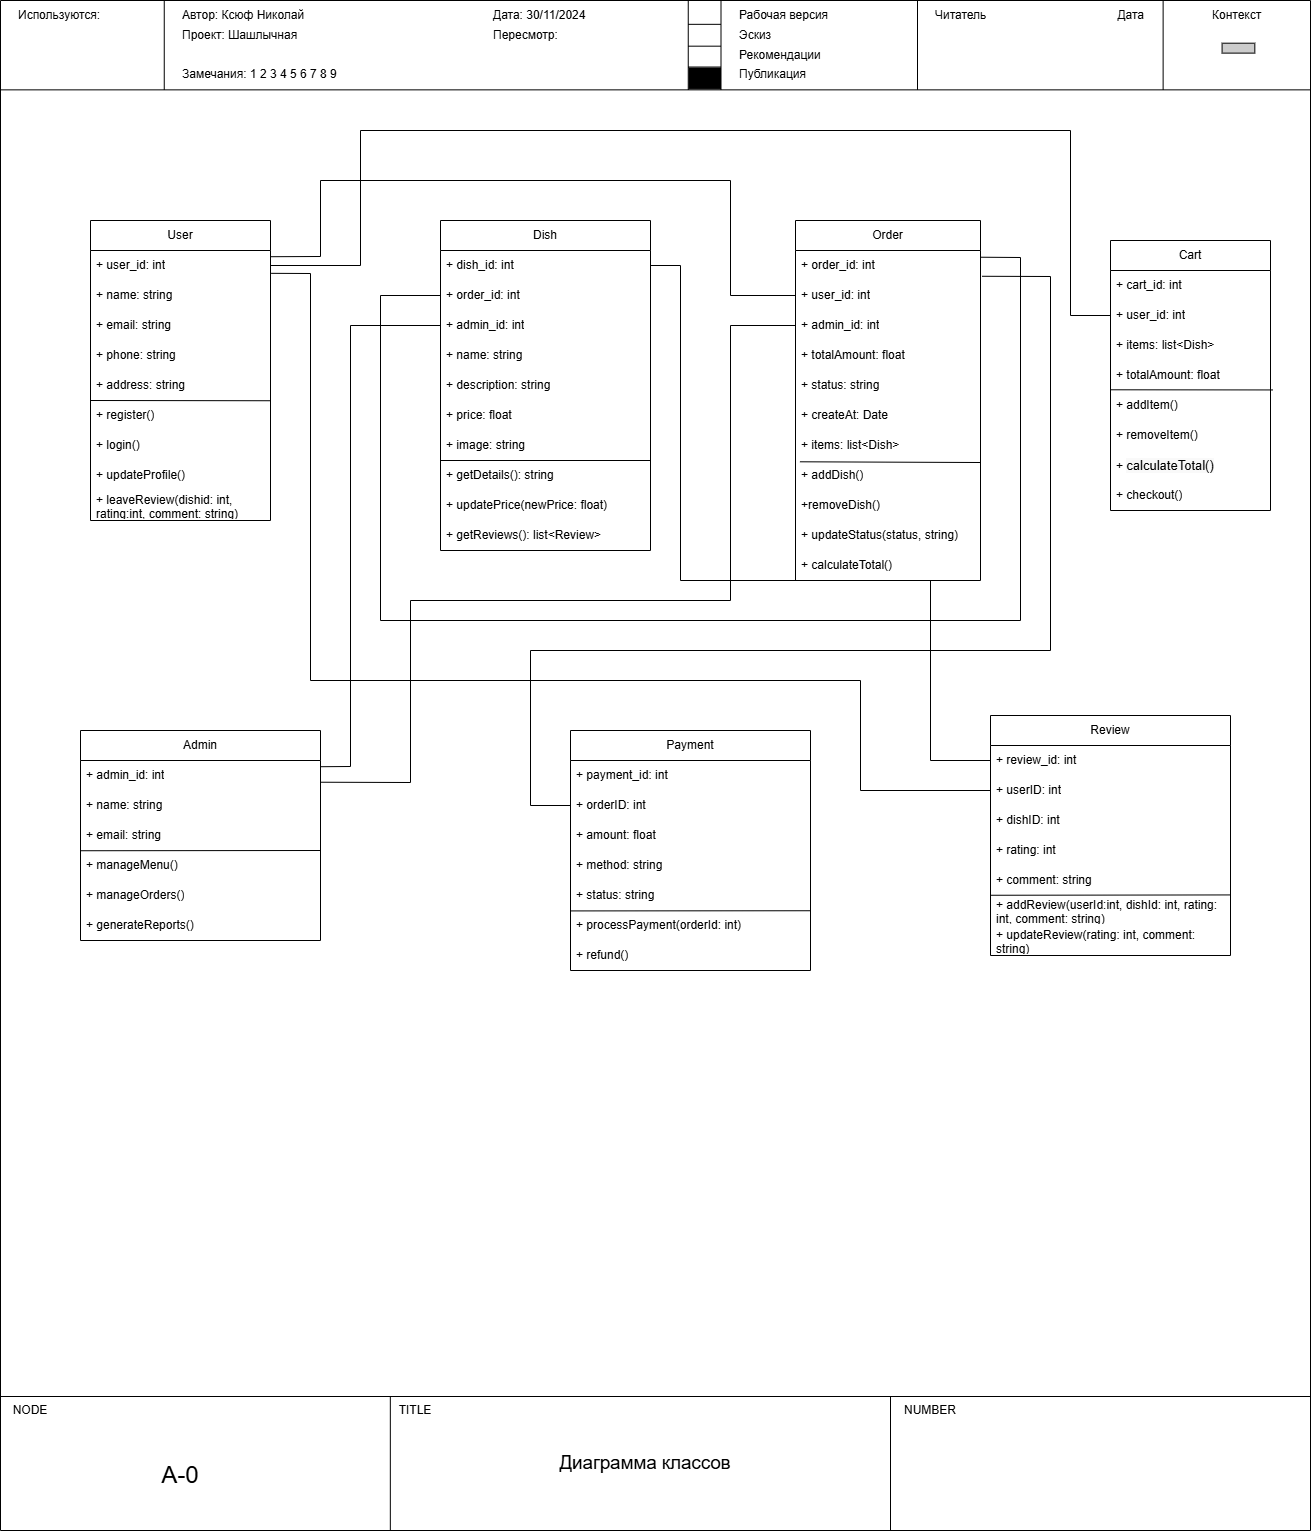 Используются:
Автор: Ксюф Николай
Дата: 30/11/2024
Проект: Шашлычная
Пересмотр:
Замечания: 1 2 3 4 5 6 7 8 9
Рабочая версия
Эскиз
Рекомендации
Публикация
Читатель
Дата
Контекст
User
+ user_id: int
+ name: string
+ email: string
+ phone: string
+ address: string
+ register()
+ login()
+ updateProfile()
+ leaveReview(dishid: int,
rating:int, comment: string)
Dish
+ dish_id: int
+ order_id: int
+ admin_id: int
+ name: string
+ description: string
+ price: float
+ image: string
+ getDetails(): string
+ updatePrice(newPrice: float)
+ getReviews(): list<Review>
Order
+ order_id: int
+ user_id: int
+ admin_id: int
+ totalAmount: float
+ status: string
+ createAt: Date
+ items: list<Dish>
+ addDish()
+removeDish()
+ updateStatus(status, string)
+ calculateTotal()
Cart
+ cart_id: int
+ user_id: int
+ items: list<Dish>
+ totalAmount: float
+ addItem()
+ removeItem()
+ calculateTotal()
+ checkout()
Admin
+ admin_id: int
+ name: string
+ email: string
+ manageMenu()
+ manageOrders()
+ generateReports()
Payment
+ payment_id: int
+ orderID: int
+ amount: float
+ method: string
+ status: string
+ processPayment(orderId: int)
+ refund()
Review
+ review_id: int
+ userID: int
+ dishID: int
+ rating: int
+ comment: string
+ addReview(userId:int, dishId: int, rating:
int, comment: string)
+ updateReview(rating: int, comment:
string)
NODE
A-0
TITLE
Диаграмма классов
NUMBER